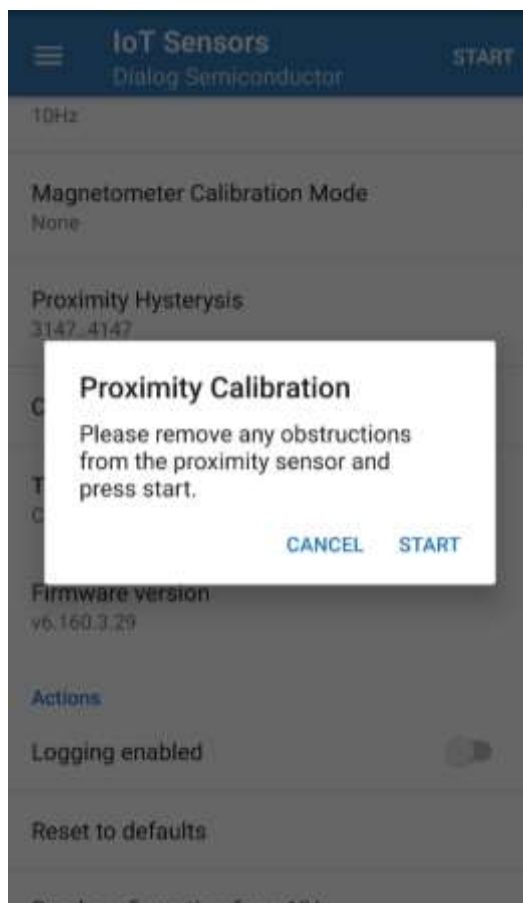 IoT Sensors
START
Dialog Semiconductor
10Hz
Magnetometer Calibration Mode
None
Proximity Hysterysis
3147..4147
Proximity Calibration
Please remove any obstructions
from the proximity sensor and
press start.
CANCEL START
Firmware version
v6.160.3.29
Actions
Logging enabled
Reset to defaults